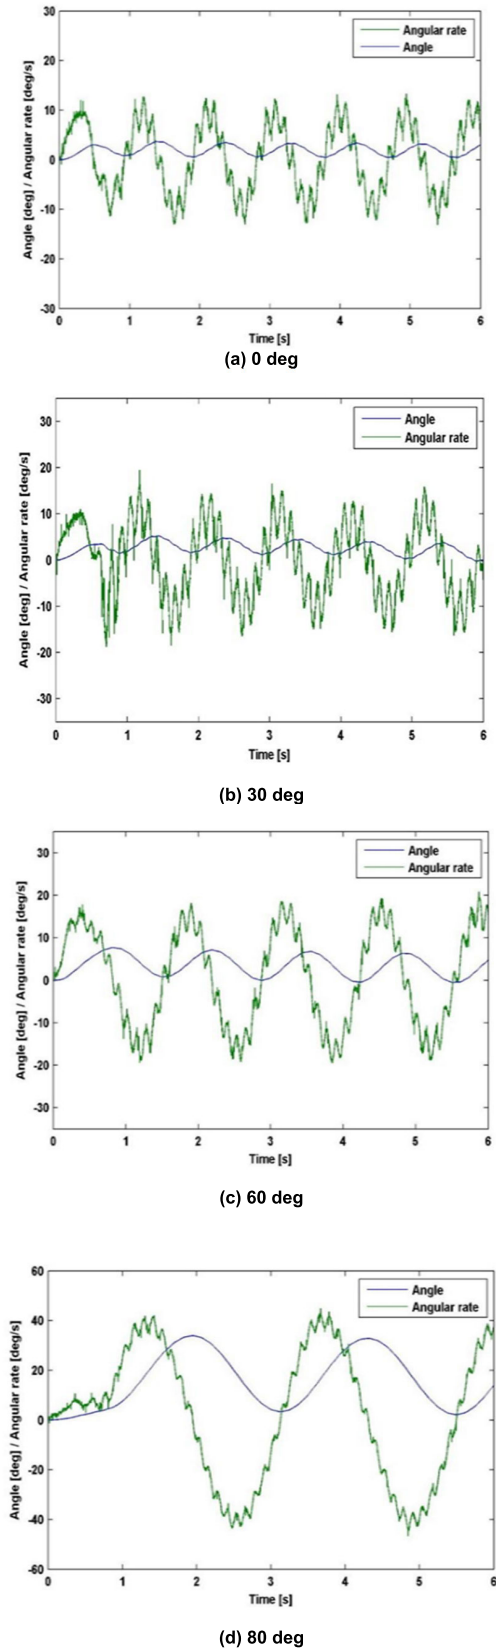 30
20
10
0
-10
-20
-30
Angle [deg] / Angular rate [deg/s]
Angular rate
Angle
0 1 2 3 4 5 6
Time [s]
(a) 0 deg
30
20
10
0
-10
-20
-30
Angle [deg] / Angular rate [deg/s]
Angle
Angular rate
0 1 2 3 4 5 6
Time [s]
(b) 30 deg
30
20
10
0
-10
-20
-30
Angle [deg] / Angular rate [deg/s]
Angle
Angular rate
0 1 2 3 4 5 6
Time [s]
(c) 60 deg
60
40
20
0
-20
-40
-60
Angle [deg] / Angular rate [deg/s]
Angle
Angular rate
0 1 2 3 4 5 6
Time [s]
(d) 80 deg